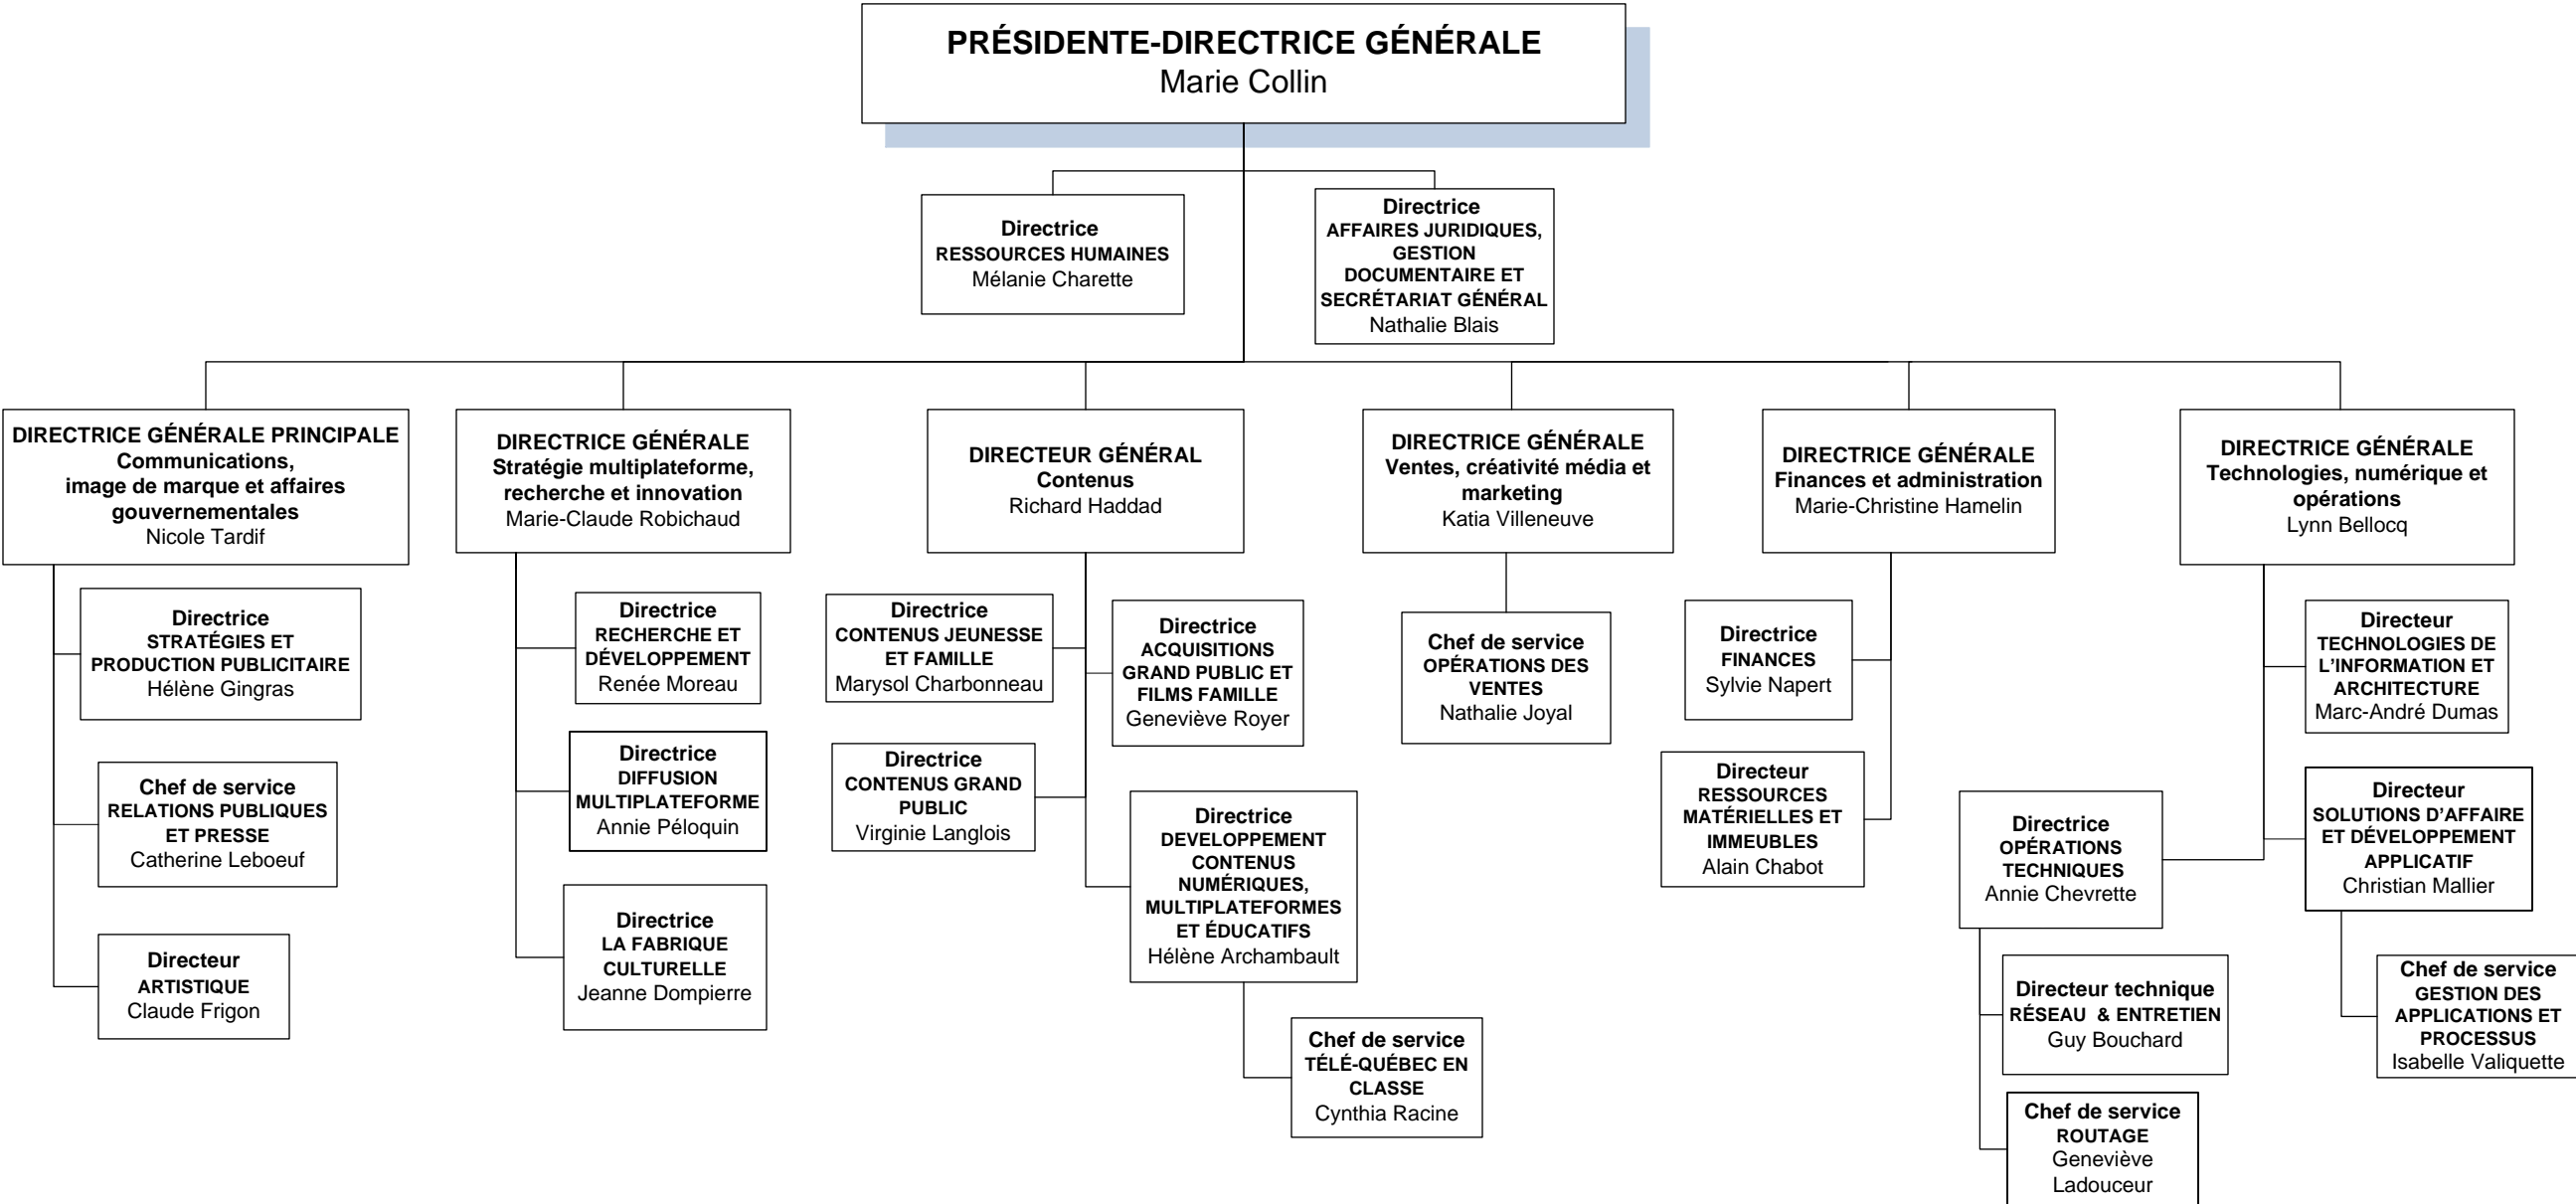 PRÉSIDENTE-DIRECTRICE GÉNÉRALE
Marie Collin
Directrice
RESSOURCES HUMAINES
Mélanie Charette
Directrice
AFFAIRES JURIDIQUES,
GESTION
DOCUMENTAIRE ET
SECRÉTARIAT GÉNÉRAL
Nathalie Blais
DIRECTRICE GÉNÉRALE PRINCIPALE
Communications,
image de marque et affaires
gouvernementales
Nicole Tardif
DIRECTRICE GÉNÉRALE
Stratégie multiplateforme,
recherche et innovation
Marie-Claude Robichaud
DIRECTEUR GÉNÉRAL
Contenus
Richard Haddad
DIRECTRICE GÉNÉRALE
Ventes, créativité média et
marketing
Katia Villeneuve
DIRECTRICE GÉNÉRALE
Finances et administration
Marie-Christine Hamelin
DIRECTRICE GÉNÉRALE
Technologies, numérique et
opérations
Lynn Bellocq
Directrice
STRATÉGIES ET
PRODUCTION PUBLICITAIRE
Hélène Gingras
Chef de service
RELATIONS PUBLIQUES
ET PRESSE
Catherine Leboeuf
Directeur
ARTISTIQUE
Claude Frigon
Directrice
RECHERCHE ET
DÉVELOPPEMENT
Renée Moreau
Directrice
DIFFUSION
MULTIPLATEFORME
Annie Péloquin
Directrice
LA FABRIQUE
CULTURELLE
Jeanne Dompierre
Directrice
CONTENUS JEUNESSE
ET FAMILLE
Marysol Charbonneau
Directrice
ACQUISITIONS
GRAND PUBLIC ET
FILMS FAMILLE
Geneviève Royer
Directrice
CONTENUS GRAND
PUBLIC
Virginie Langlois
Directrice
DEVELOPPEMENT
CONTENUS
NUMÉRIQUES,
MULTIPLATEFORMES
ET ÉDUCATIFS
Hélène Archambault
Chef de service
TÉLÉ-QUÉBEC EN
CLASSE
Cynthia Racine
Chef de service
OPÉRATIONS DES
VENTES
Nathalie Joyal
Directrice
FINANCES
Sylvie Napert
Directeur
RESSOURCES
MATÉRIELLES ET
IMMEUBLES
Alain Chabot
Directeur
TECHNOLOGIES DE
L'INFORMATION ET
ARCHITECTURE
Marc-André Dumas
Directrice
OPÉRATIONS
TECHNIQUES
Annie Chevrette
Directeur
SOLUTIONS D'AFFAIRE
ET DÉVELOPPEMENT
APPLICATIF
Christian Mallier
Directeur technique
RÉSEAU & ENTRETIEN
Guy Bouchard
Chef de service
GESTION DES
APPLICATIONS ET
PROCESSUS
Isabelle Valiquette
Chef de service
ROUTAGE
Geneviève
Ladouceur